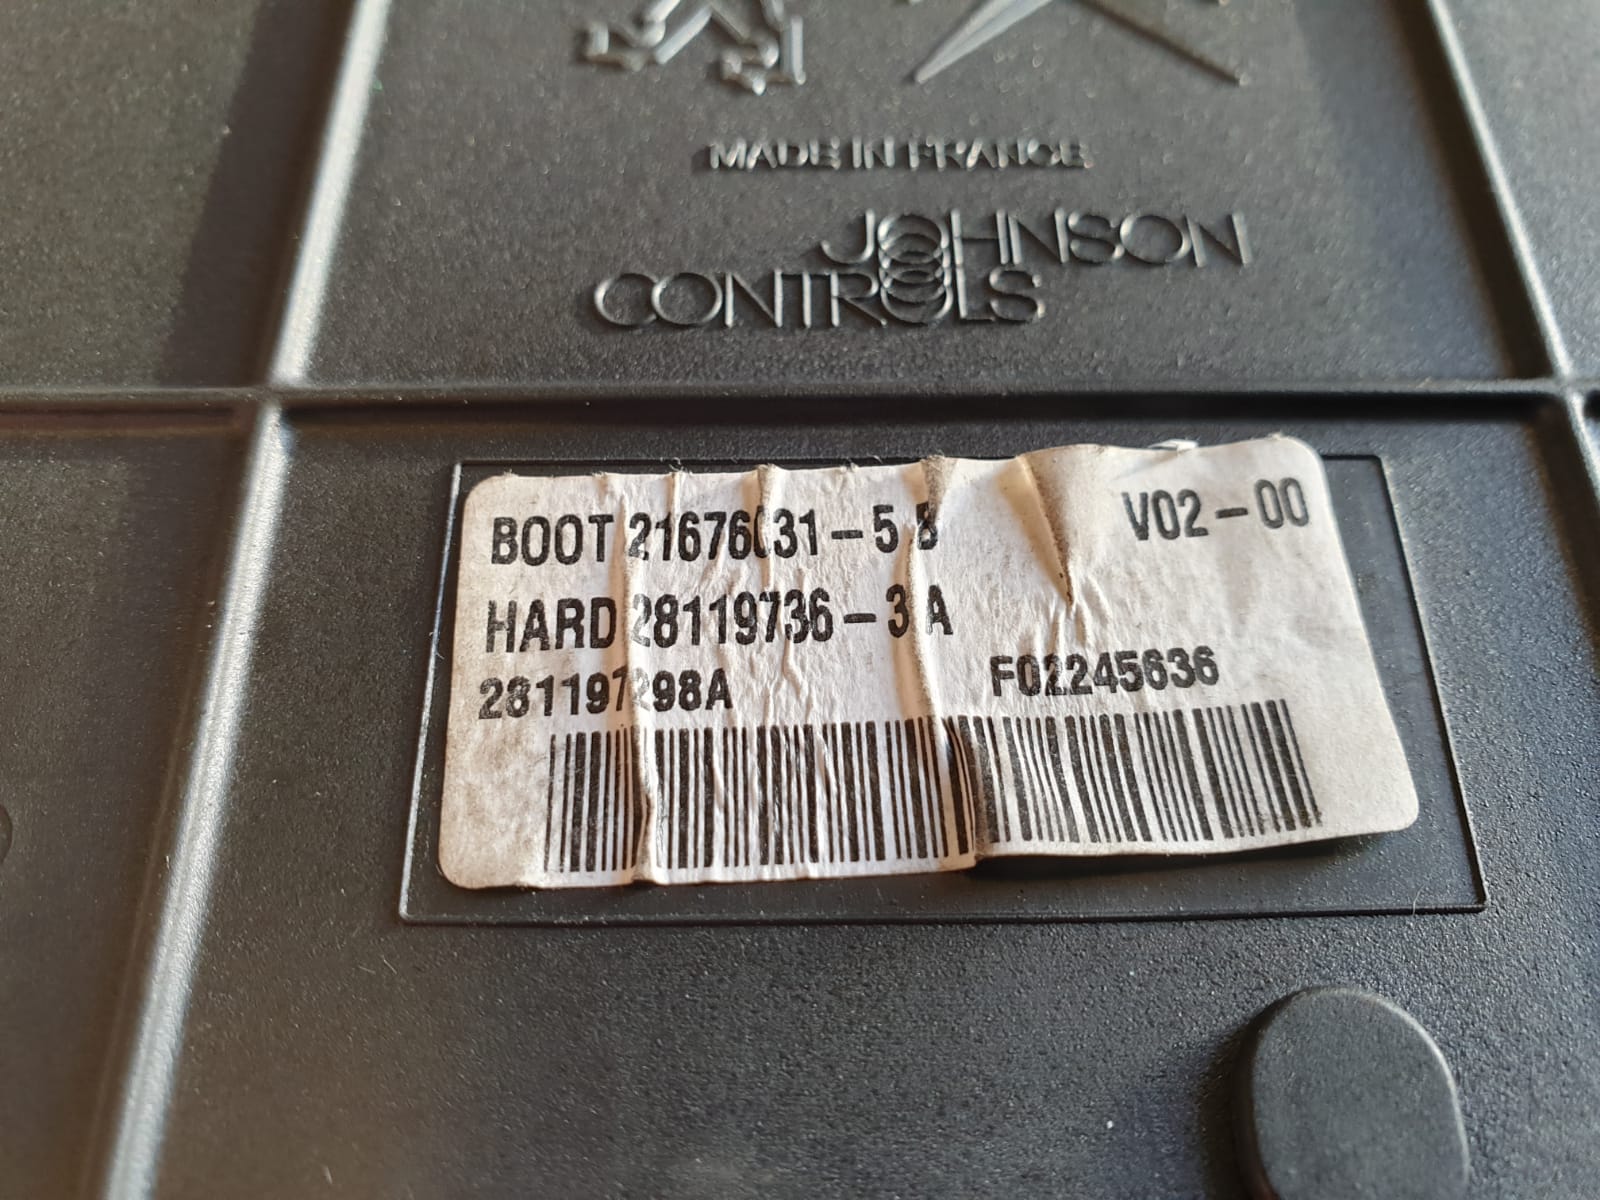 MADE IN FRANCE
JOHNSON
CONTROLS
BOOT 21676031-5 B V02-00
HARD 28119736-3 A
281197298A F02245636